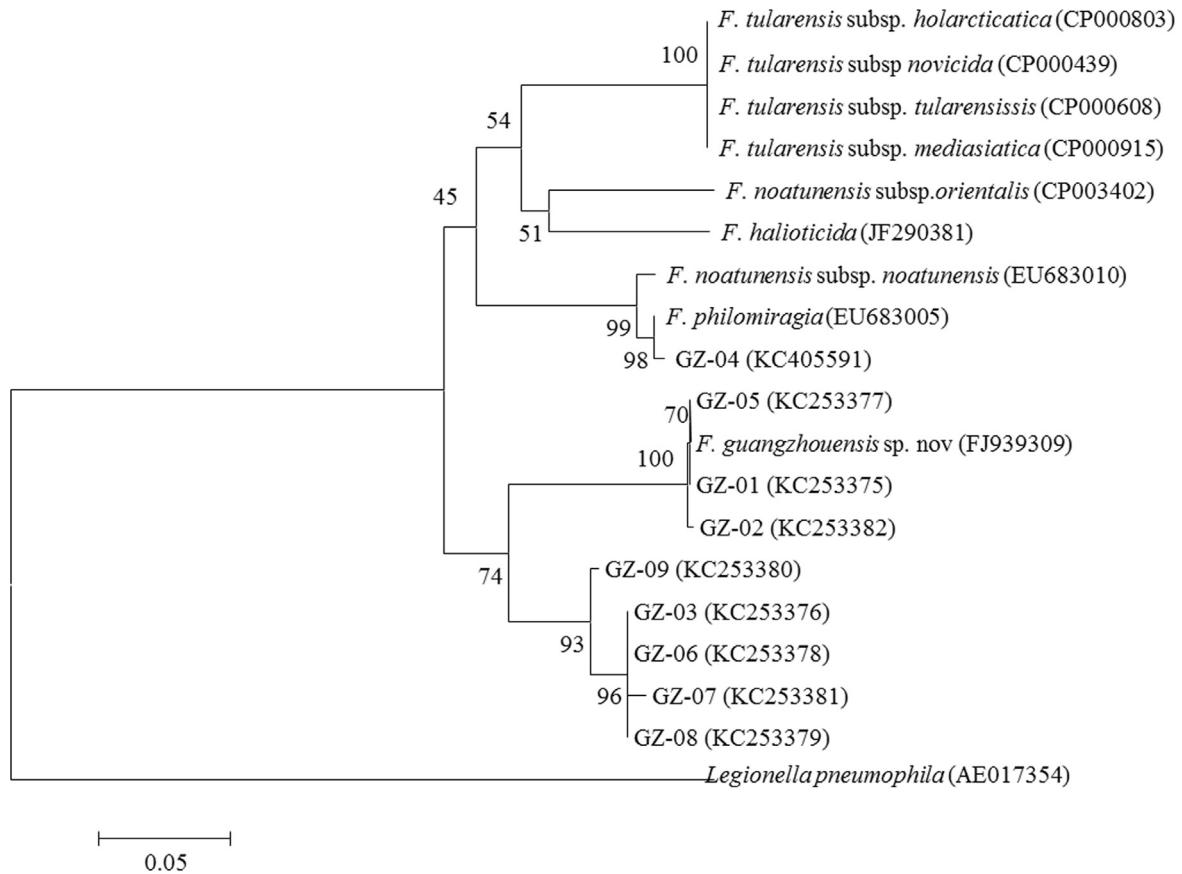 F. tularensis subsp. holarcticatica (CP000803)
100
F. tularensis subsp novicida (CP000439)
F. tularensis subsp. tularensissis (CP000608)
54
F. tularensis subsp. mediasiatica (CP000915)
F. noatunensis subsp.orientalis (CP003402)
45
51
F. halioticida (JF290381)
F. noatunensis subsp. noatunensis (EU683010)
F. philomiragia (EU683005)
99
98
GZ-04 (KC405591)
GZ-05 (KC253377)
70
F. guangzhouensis sp. nov (FJ939309)
100
GZ-01 (KC253375)
GZ-02 (KC253382)
74
GZ-09 (KC253380)
GZ-03 (KC253376)
93
GZ-06 (KC253378)
96
GZ-07 (KC253381)
GZ-08 (KC253379)
Legionella pneumophila (AE017354)
0.05